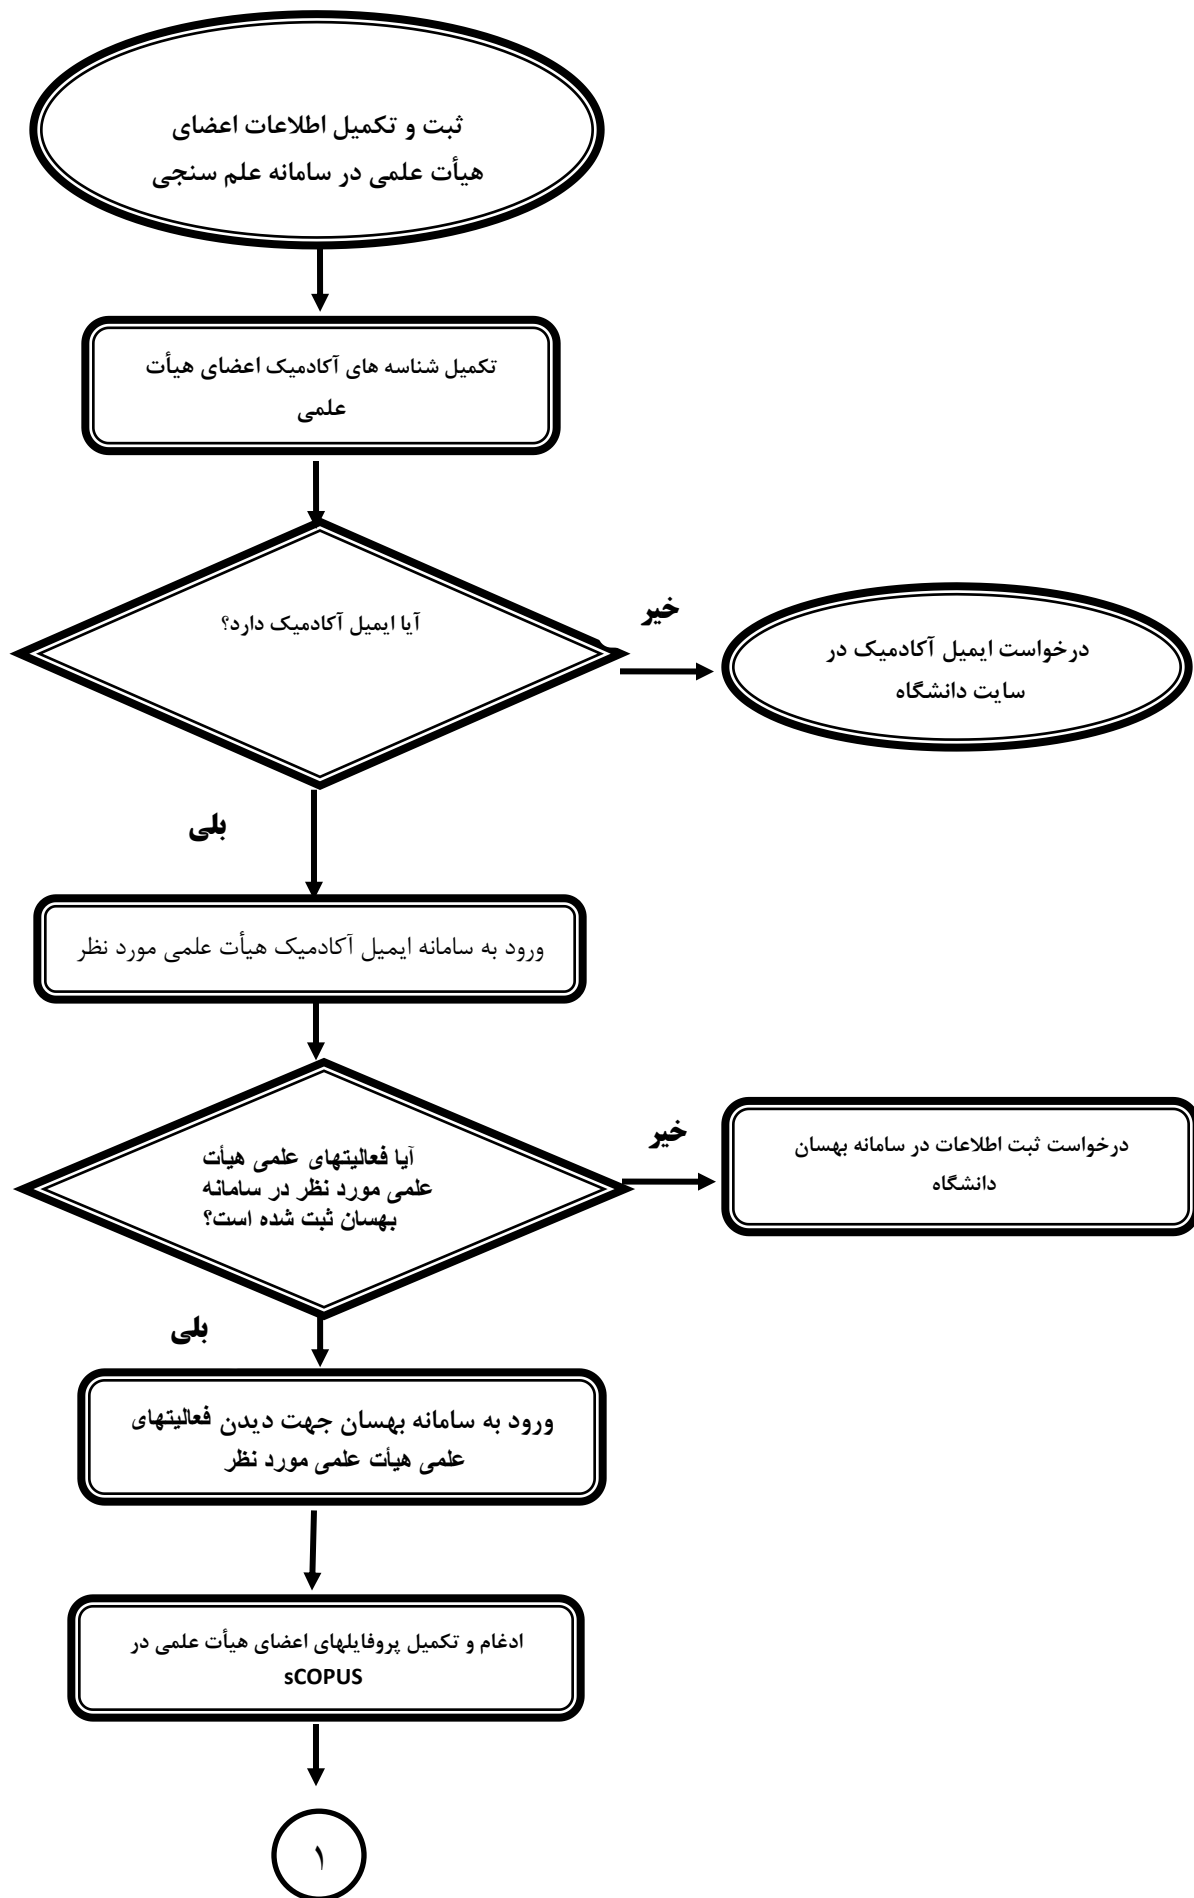 ثبت و تکمیل اطلاعات اعضای
هیأت علمی در سامانه علم سنجی
تکمیل شناسه های آکادمیک اعضای هیأت
علمی
آیا ایمیل آکادمیک دارد؟
خیر
درخواست ایمیل آکادمیک در
سایت دانشگاه
بلی
ورود به سامانه ایمیل آکادمیک هیأت علمی مورد نظر
آیا فعالیتهای علمی هیأت
علمی مورد نظر در سامانه
بهسان ثبت شده است؟
خیر
درخواست ثبت اطلاعات در سامانه بهسان
دانشگاه
بلی
ورود به سامانه بهسان جهت دیدن فعالیتهای
علمی هیأت علمی مورد نظر
ادغام و تکمیل پروفایلهای اعضای هیأت علمی در
sCOPUS
۱